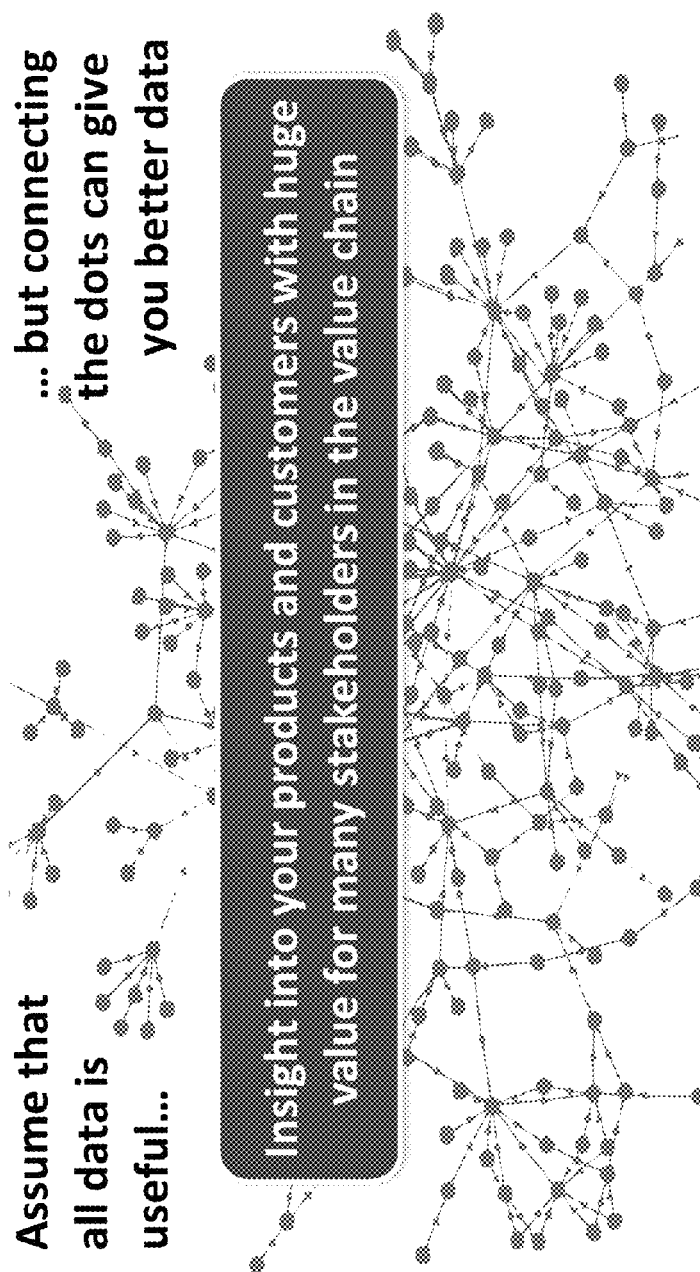 Assume that
all data is
useful...
... but connecting
the dots can give
you better data
Insight into your products and customers with huge
value for many stakeholders in the value chain